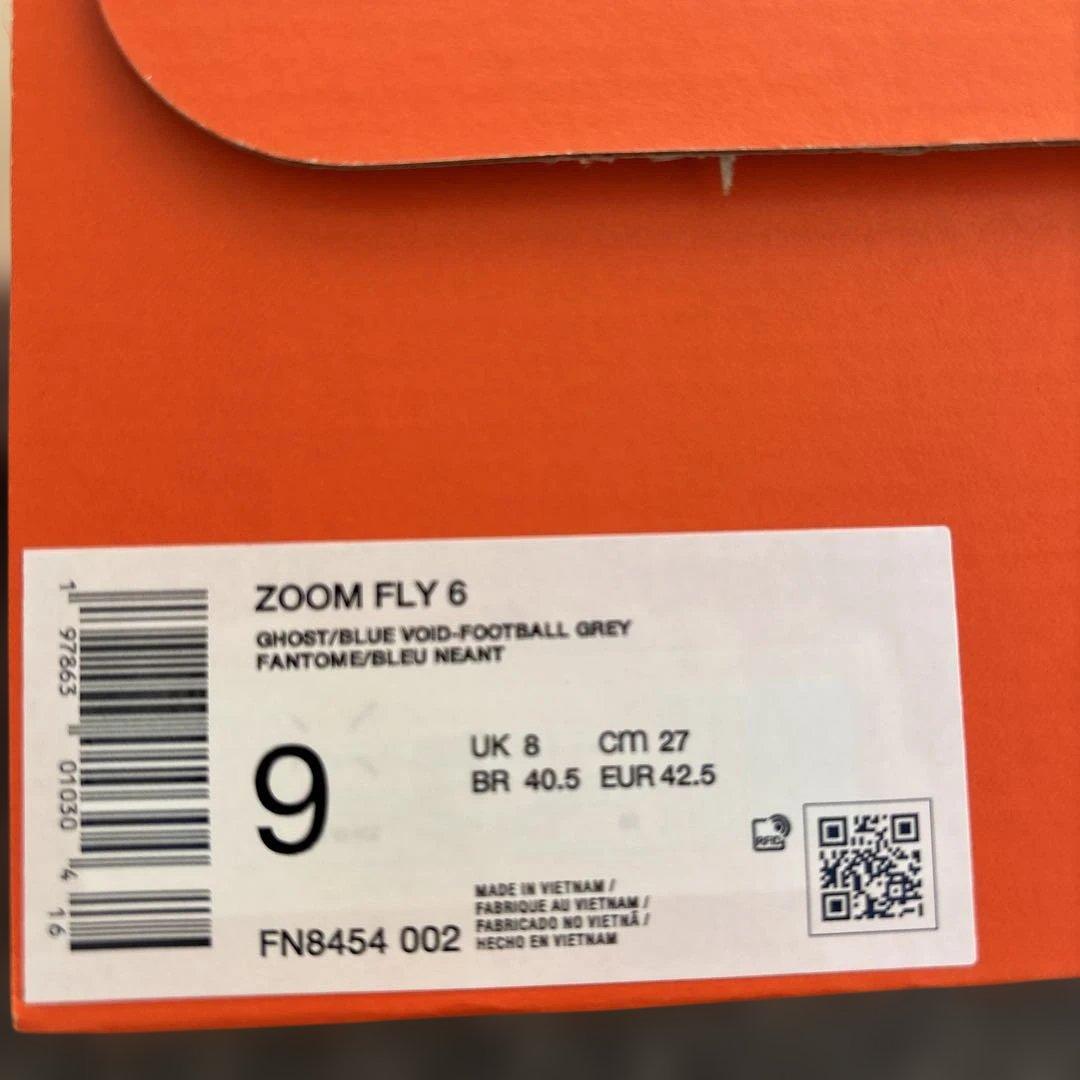 ZOOM FLY 6
GHOST/BLUE VOID-FOOTBALL GREY
FANTOME/BLEU NEANT
9
UK 8 CM 27
BR 40.5 EUR 42.5
RFID
MADE IN VIETNAM /
FABRIQUE AU VIETNAM /
FABRICADO NO VIETNÃ /
HECHO EN VIETNAM
FN8454 002
1 97863 01030 4 16